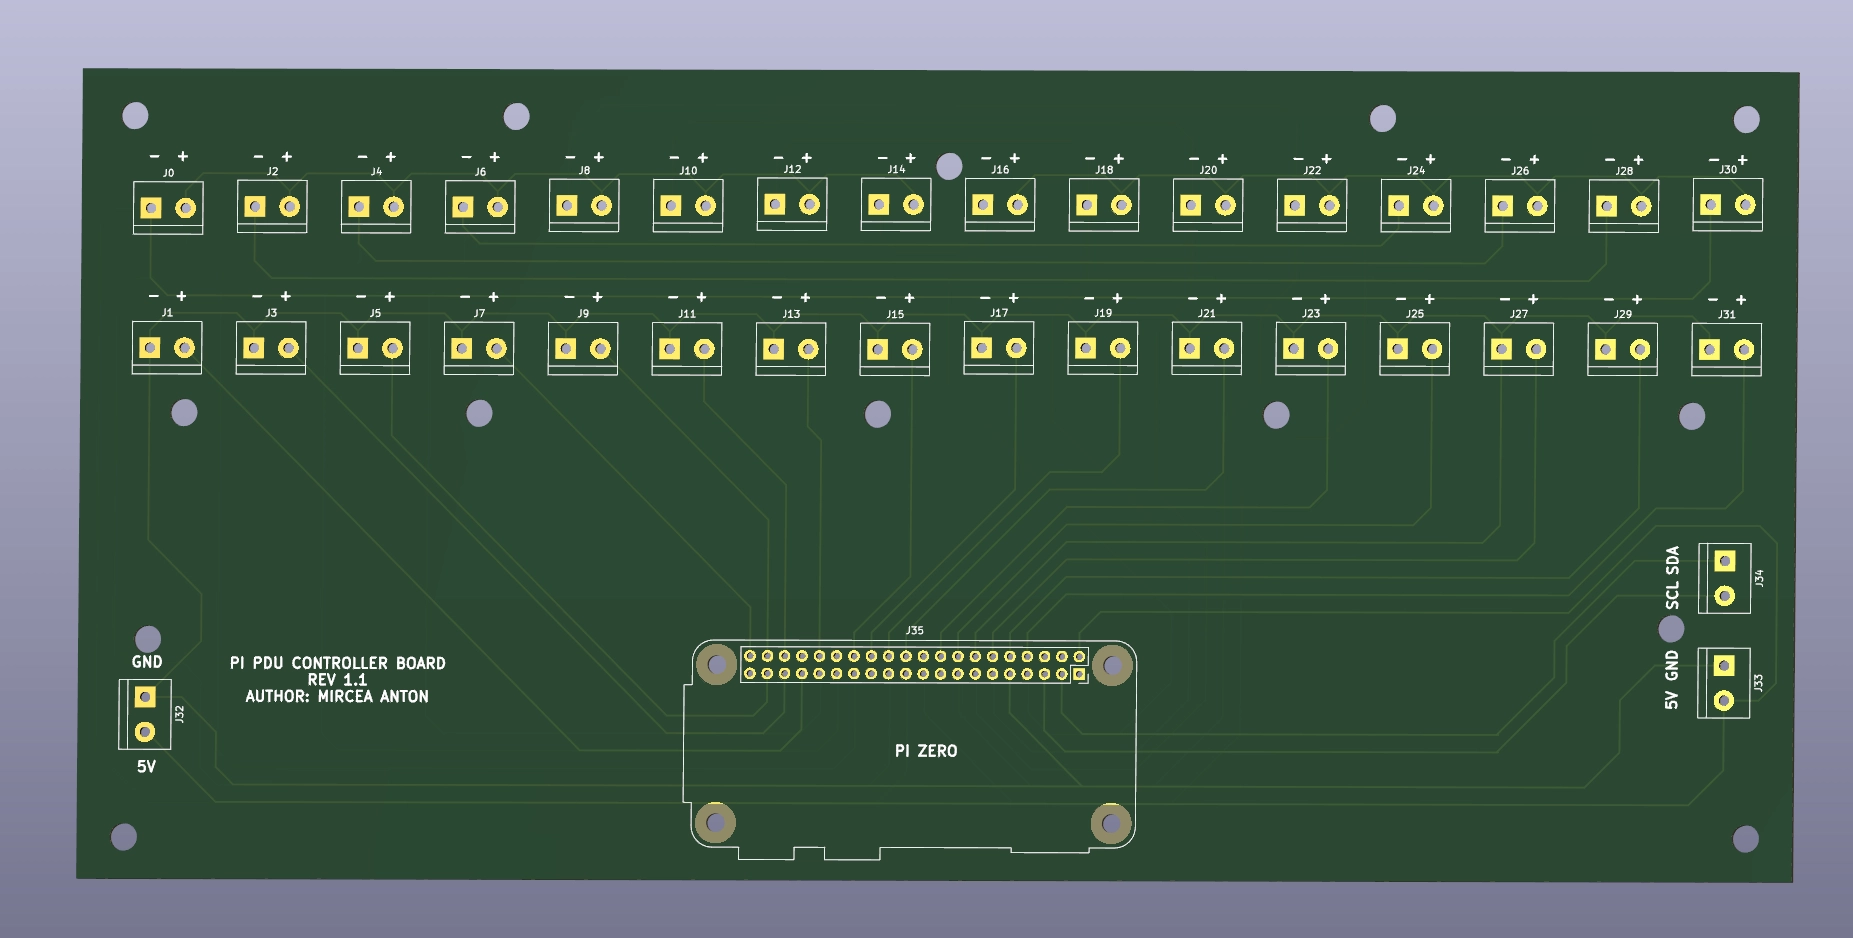 - + - + - + - + - + - + - + - + - + - + - + - + - + - + - + - +
J0 J2 J4 J6 J8 J10 J12 J14 J16 J18 J20 J22 J24 J26 J28 J30
- + - + - + - + - + - + - + - + - + - + - + - + - + - + - + - +
J1 J3 J5 J7 J9 J11 J13 J15 J17 J19 J21 J23 J25 J27 J29 J31
SCL SDA
J34
J35
GND
PI PDU CONTROLLER BOARD
REV 1.1
AUTHOR: MIRCEA ANTON
J32
5V
5V GND
J33
PI ZERO